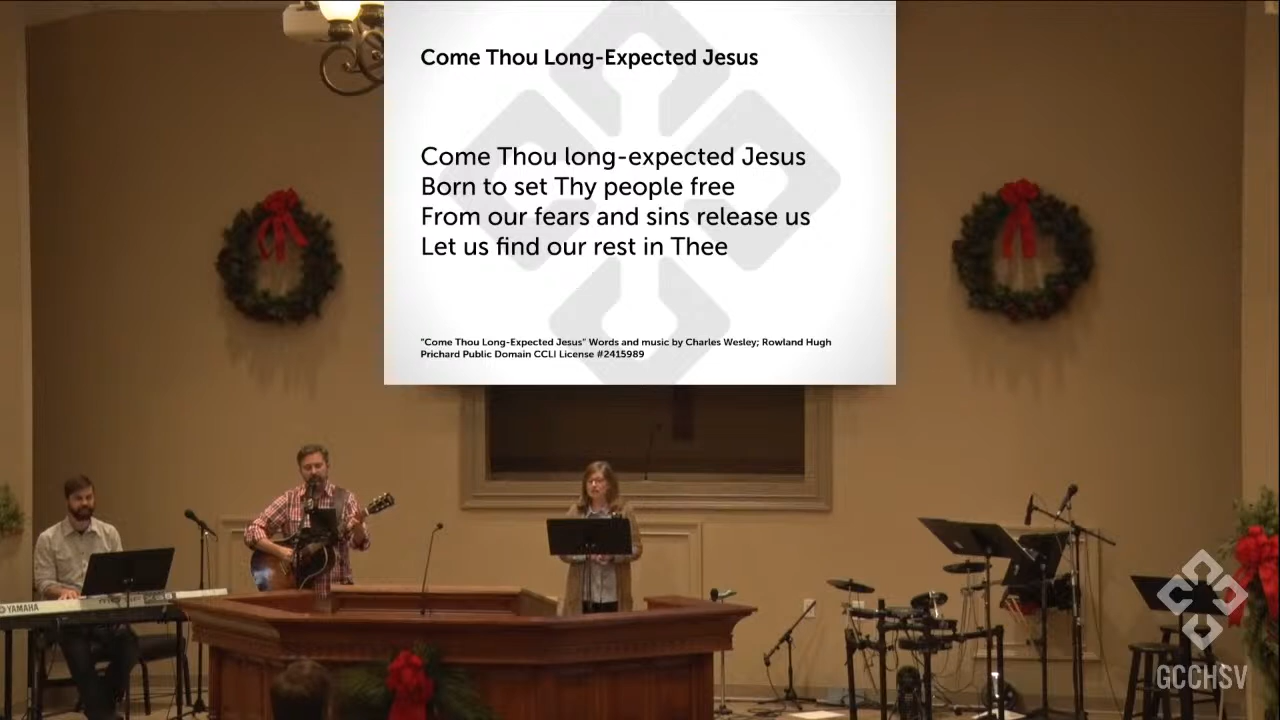 Come Thou Long-Expected Jesus
Come Thou long-expected Jesus
Born to set Thy people free
From our fears and sins release us
Let us find our rest in Thee
"Come Thou Long-Expected Jesus" Words and music by Charles Wesley; Rowland Hugh
Prichard Public Domain CCLI License #2415989
YAMAHA
GCCHSV